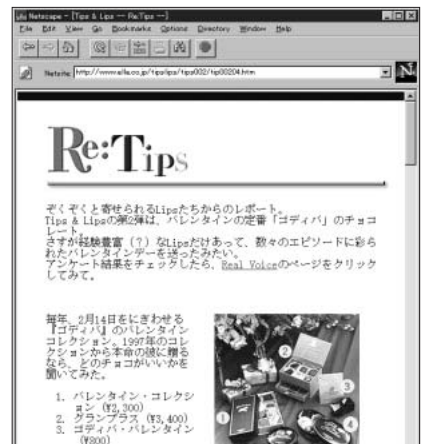 Netscape - [Tips & Lips -- Re:Tips --]
File Edit View Go Bookmarks Options Directory Window Help
Netsite: http://www.alle.co.jp/tipslips/tips002/tip00204.htm
Re:Tips
ぞくぞくと寄せられるLipsたちからのレポート。
Tips & Lipsの第2弾は、バレンタインの定番「ゴディバ」のチョコ
レート。
さすが経験豊富(?)なLipsだけあって、数々のエピソードに彩ら
れたバレンタインデーを送ったみたい。
アンケート結果をチェックしたら、Real Voiceのページをクリック
してみて。
毎年、2月14日をにぎわせる
『ゴディバ』のバレンタイン
コレクション。1997年のコレ
クションから本命の彼に贈る
なら、どのチョコがいいかを
聞いてみた。
1. バレンタイン・コレクシ
ョン (¥2,300)
2. グランプラス (¥3,400)
3. ゴディバ・バレンタイン
(¥800)
1
2
3
4